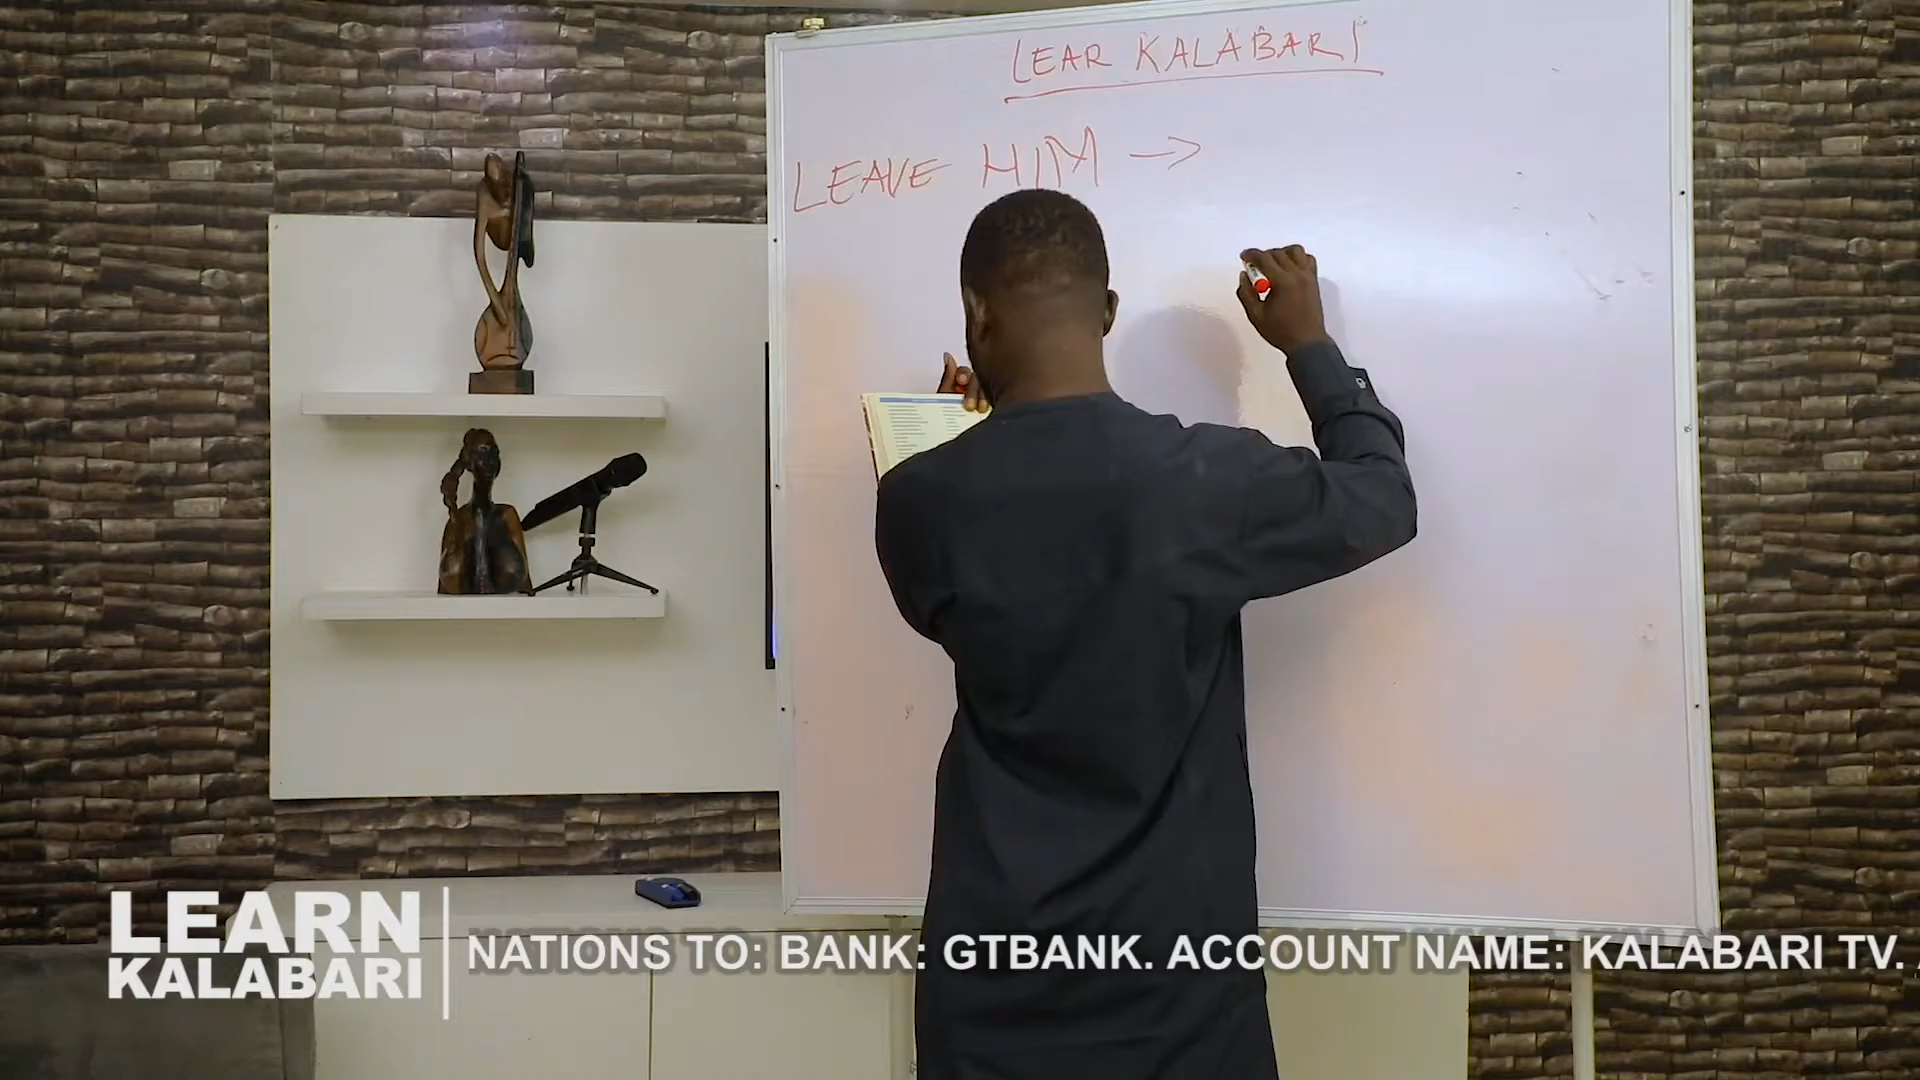 LEAR KALABARI
LEAVE HIM →
LEARN
KALABARI
NATIONS TO: BANK: GTBANK. ACCOUNT NAME: KALABARI TV.